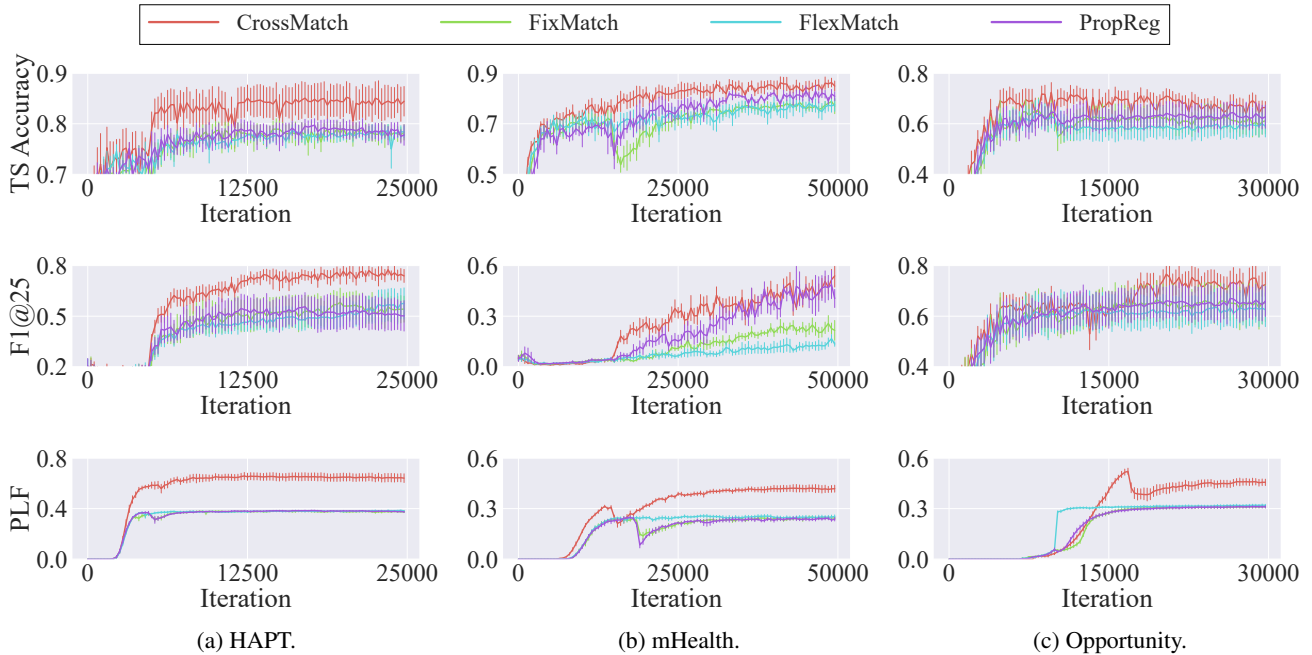 CrossMatch FixMatch FlexMatch PropReg
TS Accuracy
0.9
0.8
0.7
0 12500 25000
Iteration
0.9
0.7
0.5
0 25000 50000
Iteration
0.8
0.6
0.4
0 15000 30000
Iteration
F1@25
0.8
0.5
0.2
0 12500 25000
Iteration
0.6
0.3
0.0
0 25000 50000
Iteration
0.8
0.6
0.4
0 15000 30000
Iteration
PLF
0.8
0.4
0.0
0 12500 25000
Iteration
0.6
0.3
0.0
0 25000 50000
Iteration
0.6
0.3
0.0
0 15000 30000
Iteration
(a) HAPT.
(b) mHealth.
(c) Opportunity.